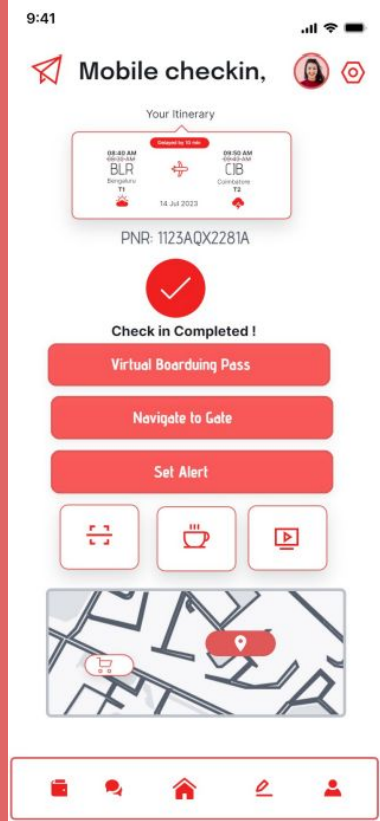 9:41
Mobile checkin,
Your Itinerary
Delayed by 10 min
08:40 AM 09:50 AM
BLR CJB
Bengaluru Coimbatore
T1 T2
14 Jul 2023
PNR: 1123AQX2281A
Check in Completed !
Virtual Boarduing Pass
Navigate to Gate
Set Alert